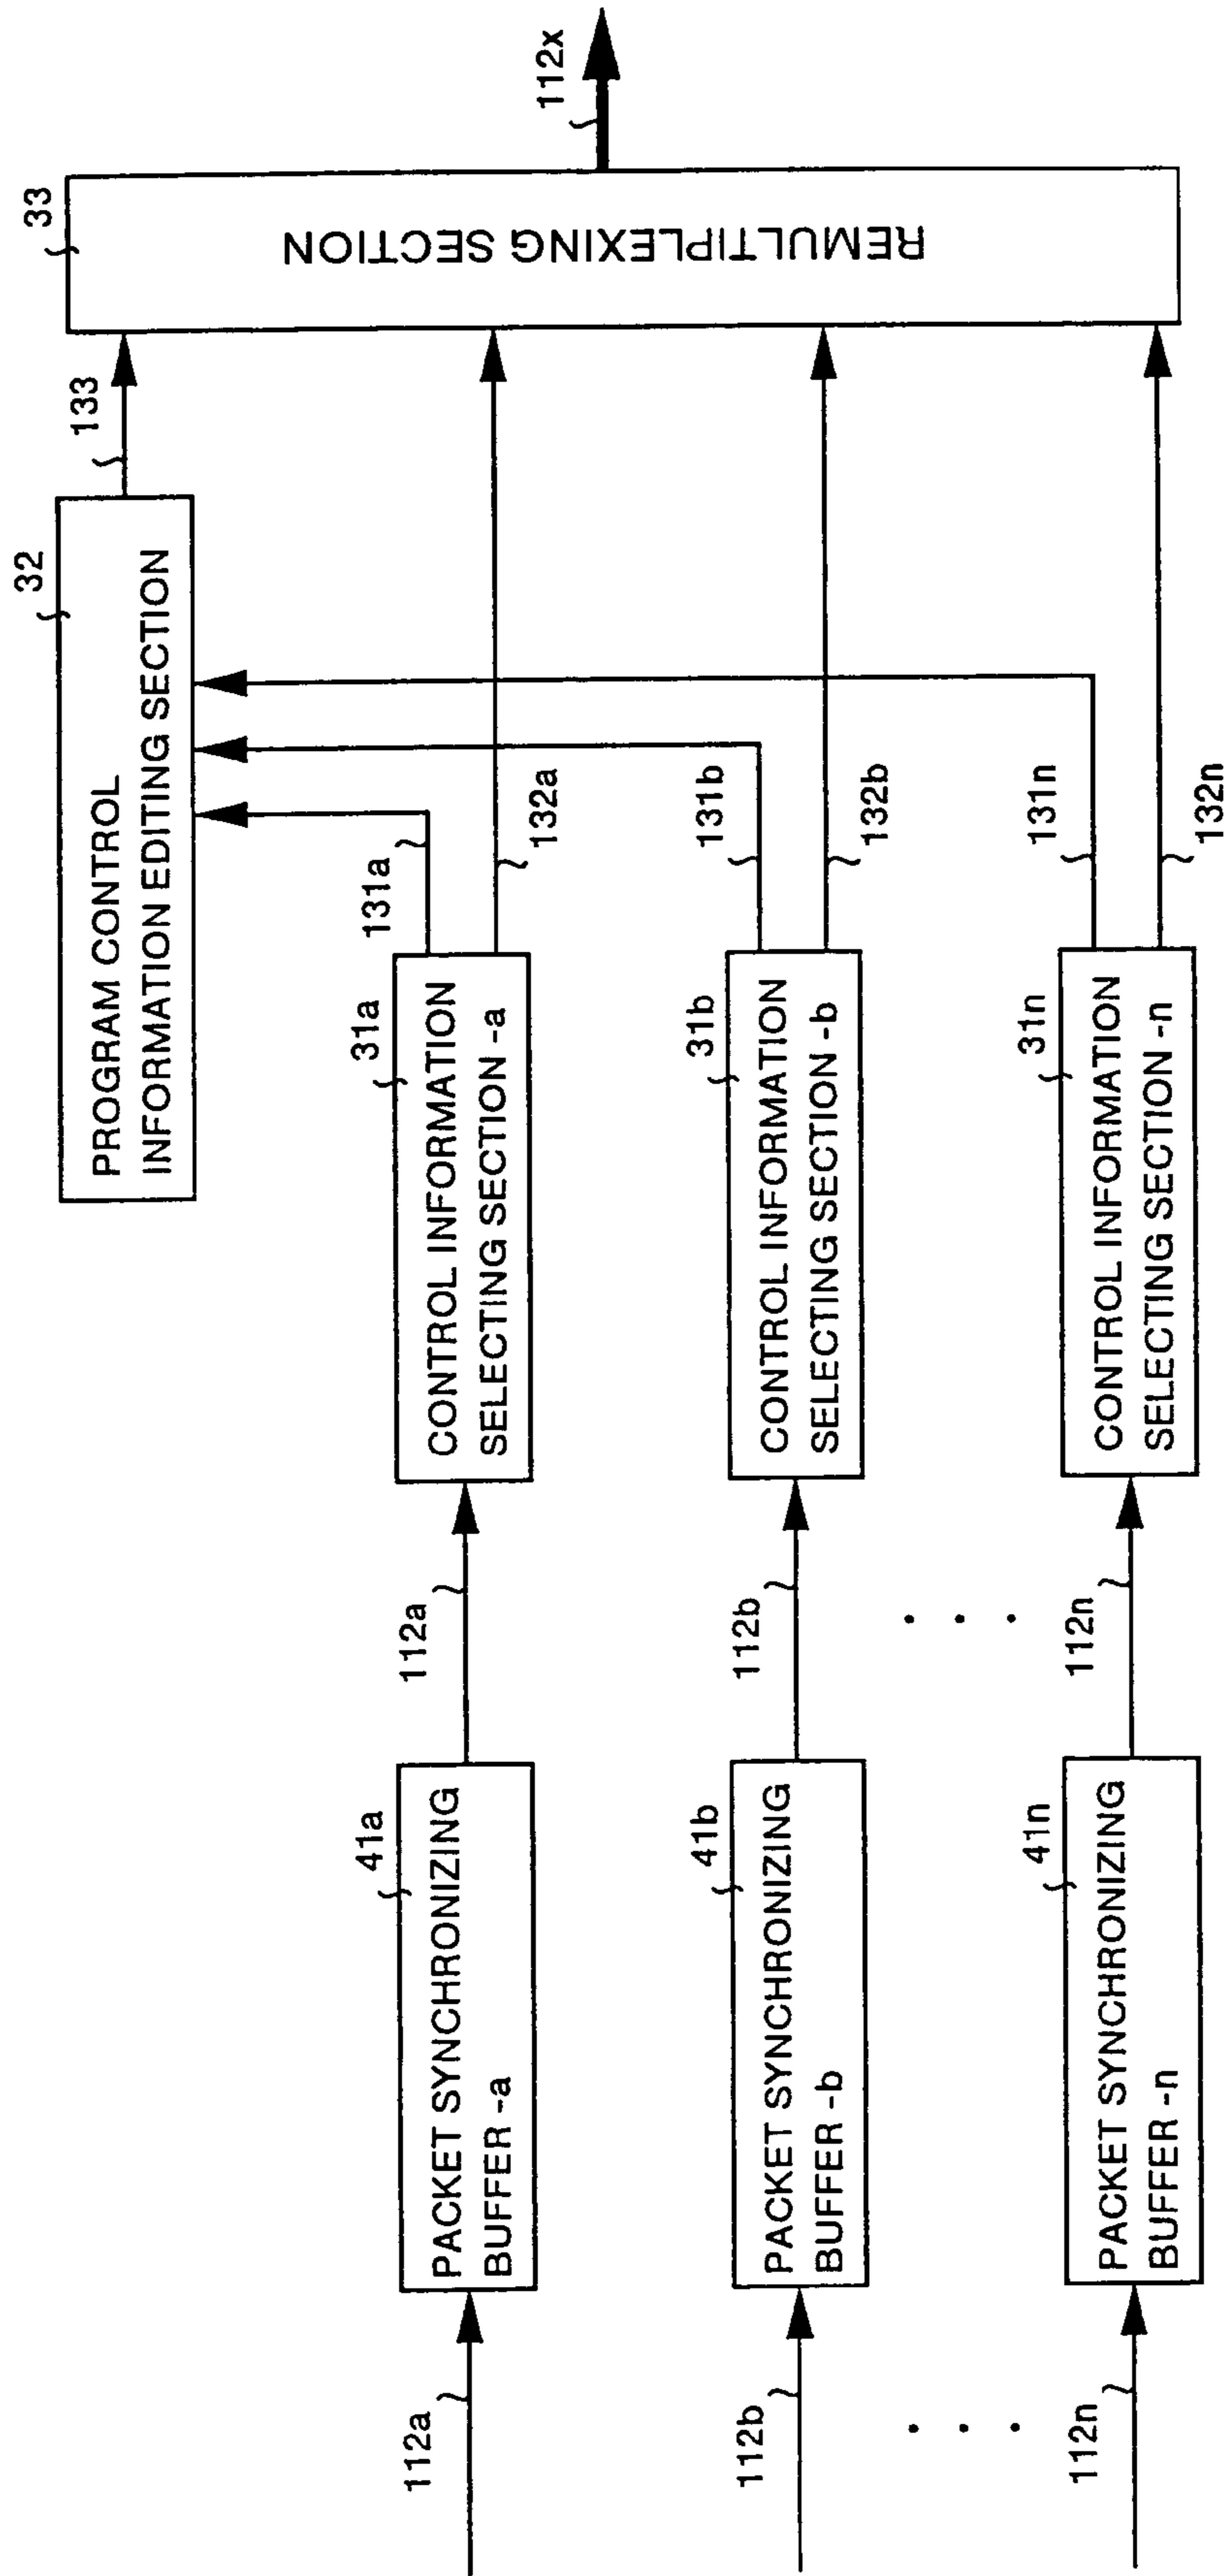 112a
41a
PACKET SYNCHRONIZING
BUFFER -a
112a
31a
CONTROL INFORMATION
SELECTING SECTION -a
131a
132a
32
PROGRAM CONTROL
INFORMATION EDITING SECTION
133
33
REMULTIPLEXING SECTION
112x
112b
41b
PACKET SYNCHRONIZING
BUFFER -b
112b
31b
CONTROL INFORMATION
SELECTING SECTION -b
131b
132b
. . .
. . .
112n
41n
PACKET SYNCHRONIZING
BUFFER -n
112n
31n
CONTROL INFORMATION
SELECTING SECTION -n
131n
132n